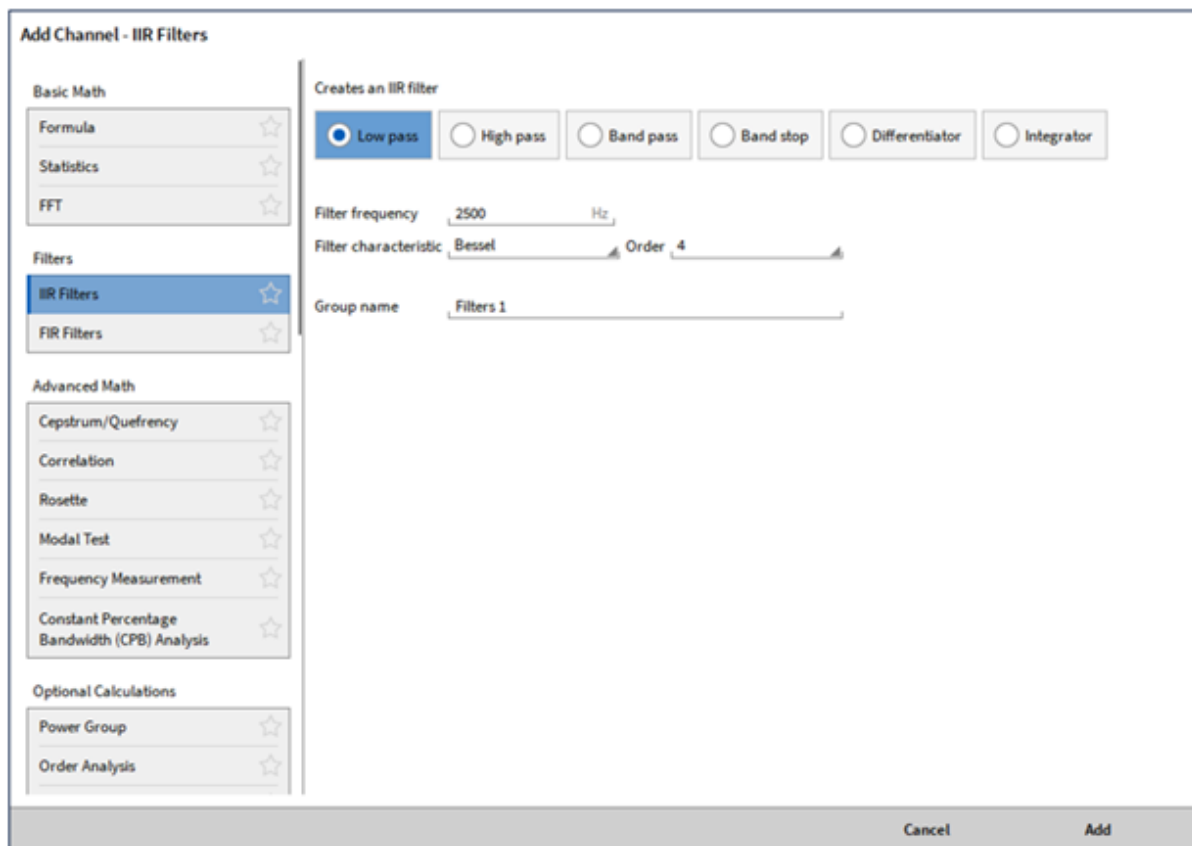 Add Channel - IIR Filters
Basic Math
Formula
Statistics
FFT
Filters
IIR Filters
FIR Filters
Advanced Math
Cepstrum/Quefrency
Correlation
Rosette
Modal Test
Frequency Measurement
Constant Percentage
Bandwidth (CPB) Analysis
Optional Calculations
Power Group
Order Analysis
Creates an IIR filter
Low pass High pass Band pass Band stop Differentiator Integrator
Filter frequency 2500 Hz
Filter characteristic Bessel Order 4
Group name Filters 1
Cancel Add